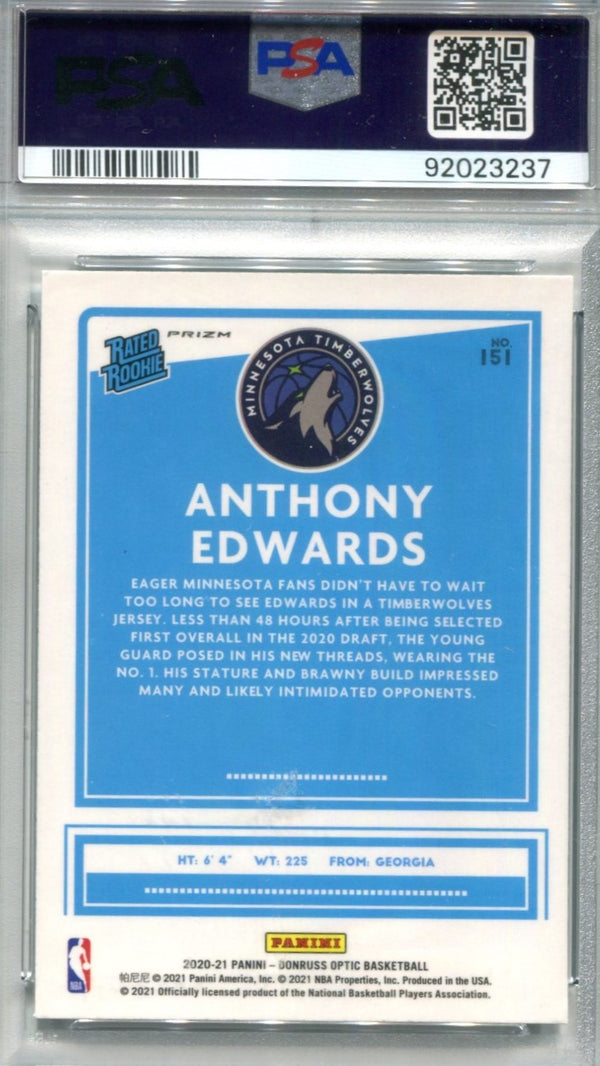 PSA
PSA
92023237
RATED
ROOKIE
PRIZM
NO.
151
MINNESOTA TIMBERWOLVES
ANTHONY
EDWARDS
EAGER MINNESOTA FANS DIDN'T HAVE TO WAIT
TOO LONG TO SEE EDWARDS IN A TIMBERWOLVES
JERSEY. LESS THAN 48 HOURS AFTER BEING SELECTED
FIRST OVERALL IN THE 2020 DRAFT, THE YOUNG
GUARD POSED IN HIS NEW THREADS, WEARING THE
NO. 1. HIS STATURE AND BRAWNY BUILD IMPRESSED
MANY AND LIKELY INTIMIDATED OPPONENTS.
HT: 6' 4" WT: 225 FROM: GEORGIA
PANINI
NBA
2020-21 PANINI – DONRUSS OPTIC BASKETBALL
帕尼尼 © 2021 Panini America, Inc. © 2021 NBA Properties, Inc. Produced in the USA.
© 2021 Officially licensed product of the National Basketball Players Association.